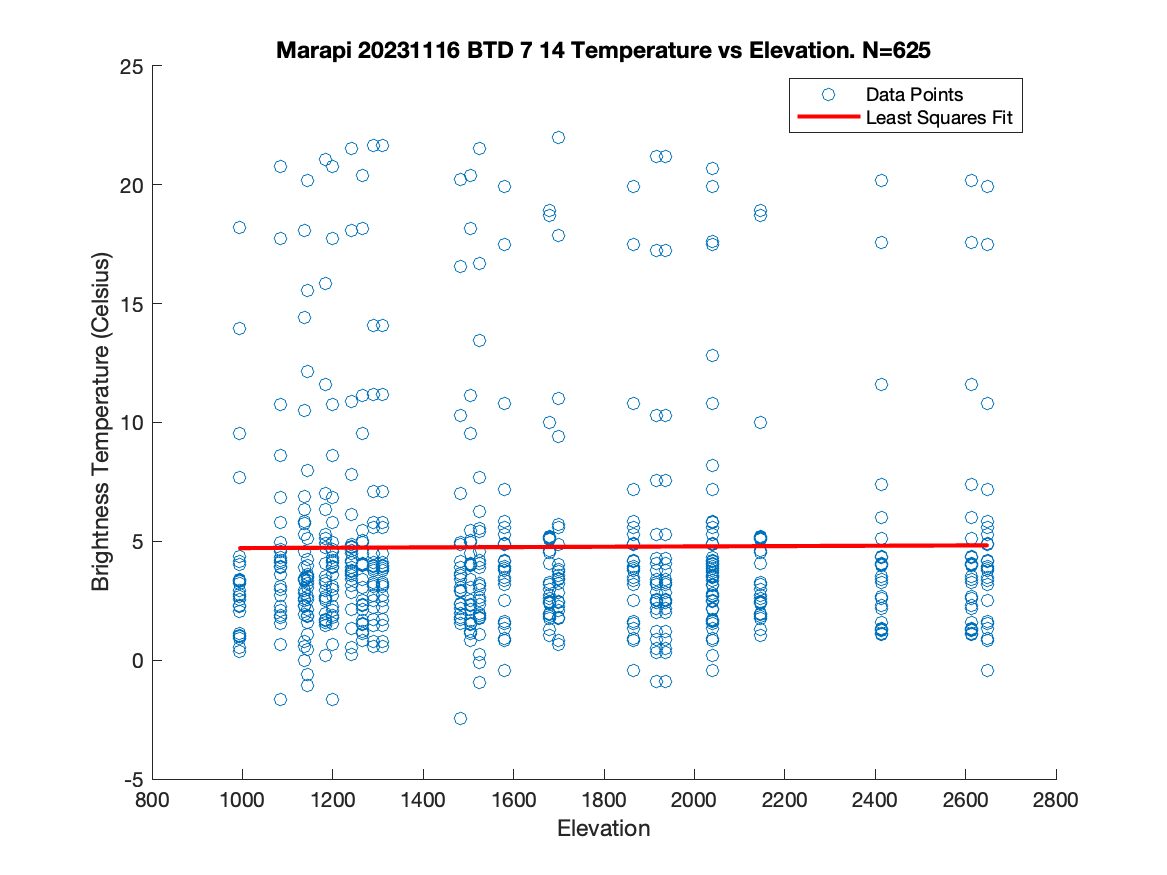 Marapi 20231116 BTD 7 14 Temperature vs Elevation. N=625
Data Points
Least Squares Fit
Brightness Temperature (Celsius)
25
20
15
10
5
0
-5
800 1000 1200 1400 1600 1800 2000 2200 2400 2600 2800
Elevation